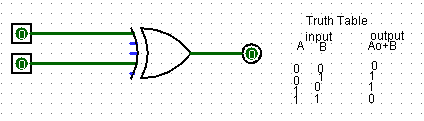 Truth Table
input output
A B Ao+B
0 0 0
0 1 1
1 0 1
1 1 0
0
0
0